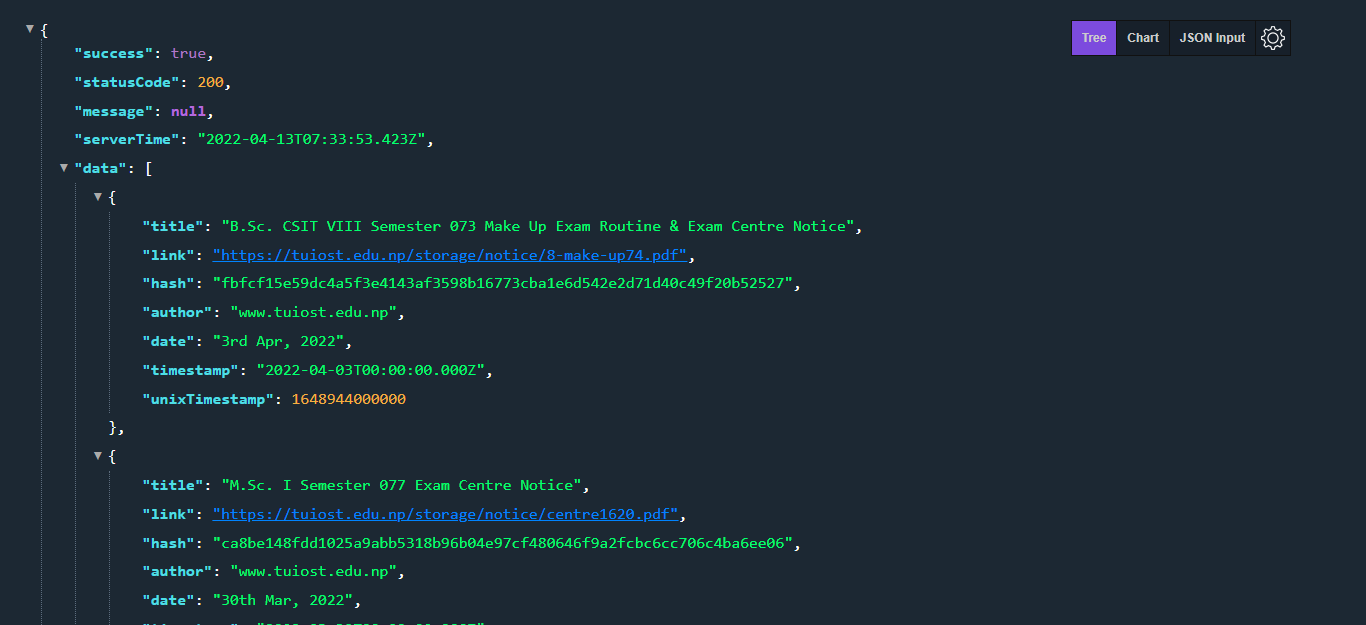 {
Tree Chart JSON Input
"success": true,
"statusCode": 200,
"message": null,
"serverTime": "2022-04-13T07:33:53.423Z",
"data": [
{
"title": "B.Sc. CSIT VIII Semester 073 Make Up Exam Routine & Exam Centre Notice",
"link": "https://tuiost.edu.np/storage/notice/8-make-up74.pdf",
"hash": "fbfcf15e59dc4a5f3e4143af3598b16773cba1e6d542e2d71d40c49f20b52527",
"author": "www.tuiost.edu.np",
"date": "3rd Apr, 2022",
"timestamp": "2022-04-03T00:00:00.000Z",
"unixTimestamp": 1648944000000
},
{
"title": "M.Sc. I Semester 077 Exam Centre Notice",
"link": "https://tuiost.edu.np/storage/notice/centre1620.pdf",
"hash": "ca8be148fdd1025a9abb5318b96b04e97cf480646f9a2fcbc6cc706c4ba6ee06",
"author": "www.tuiost.edu.np",
"date": "30th Mar, 2022",